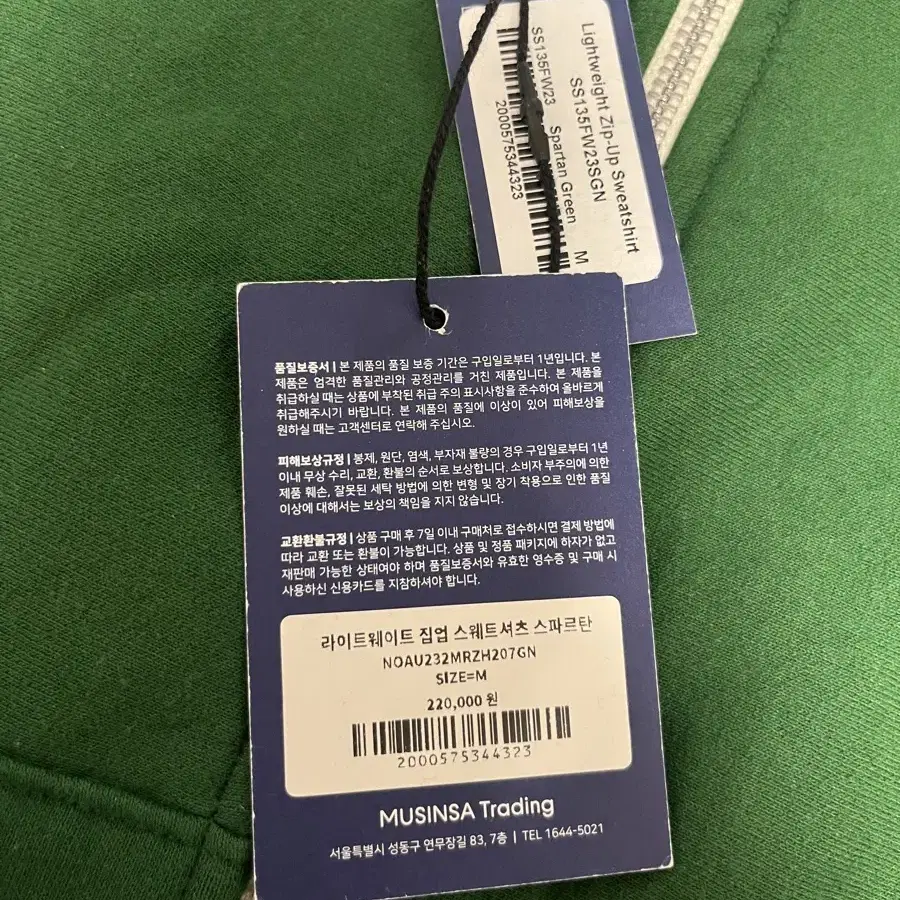 Lightweight Zip-Up Sweatshirt
SS135FW23SGN
SS135FW23 Spartan Green M
2000575344323
품질보증서 | 본 제품의 품질 보증 기간은 구입일로부터 1년입니다. 본
제품은 엄격한 품질관리와 공정관리를 거친 제품입니다. 본 제품을
취급하실 때는 상품에 부착된 취급 주의 표시사항을 준수하여 올바르게
취급해주시기 바랍니다. 본 제품의 품질에 이상이 있어 피해보상을
원하실 때는 고객센터로 연락해 주십시오.
피해보상규정 | 봉제, 원단, 염색, 부자재 불량의 경우 구입일로부터 1년
이내 무상 수리, 교환, 환불의 순서로 보상합니다. 소비자 부주의에 의한
제품 훼손, 잘못된 세탁 방법에 의한 변형 및 장기 착용으로 인한 품질
이상에 대해서는 보상의 책임을 지지 않습니다.
교환환불규정 | 상품 구매 후 7일 이내 구매처로 접수하시면 결제 방법에
따라 교환 또는 환불이 가능합니다. 상품 및 정품 패키지에 하자가 없고
재판매 가능한 상태여야 하며 품질보증서와 유효한 영수증 및 구매 시
사용하신 신용카드를 지참하셔야 합니다.
라이트웨이트 집업 스웨트셔츠 스파르탄
NOAU232MRZH207GN
SIZE=M
220,000 원
2000575344323
MUSINSA Trading
서울특별시 성동구 연무장길 83, 7층 | TEL 1644-5021